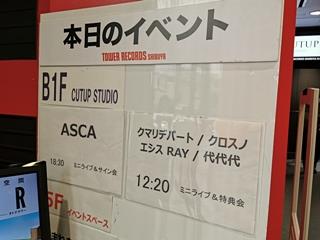 本日のイベント
TOWER RECORDS SHIBUYA
B1F CUTUP STUDIO
ASCA
18:30 ミニライブ&サイン会
クマリデパート / クロスノ
エシス RAY / 代代代
12:20 ミニライブ&特典会
5F イベントスペース
空間
R
CUTUP